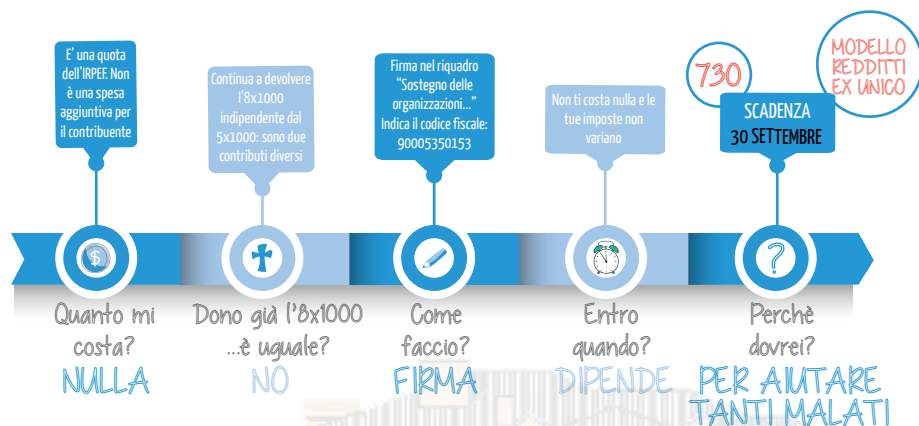 E' una quota
dell'IRPEF. Non
è una spesa
aggiuntiva per
il contribuente
Continua a devolvere
l'8x1000
indipendente dal
5x1000: sono due
contributi diversi
Firma nel riquadro
“Sostegno delle
organizzazioni...”
Indica il codice fiscale:
90005350153
Non ti costa nulla e le
tue imposte non
variano
730
MODELLO
REDDITTI
EX UNICO
SCADENZA
30 SETTEMBRE
$
?
Quanto mi
costa?
NULLA
Dono già l'8x1000
...è uguale?
NO
Come
faccio?
FIRMA
Entro
quando?
DIPENDE
Perchè
dovrei?
PER AIUTARE
TANTI MALATI